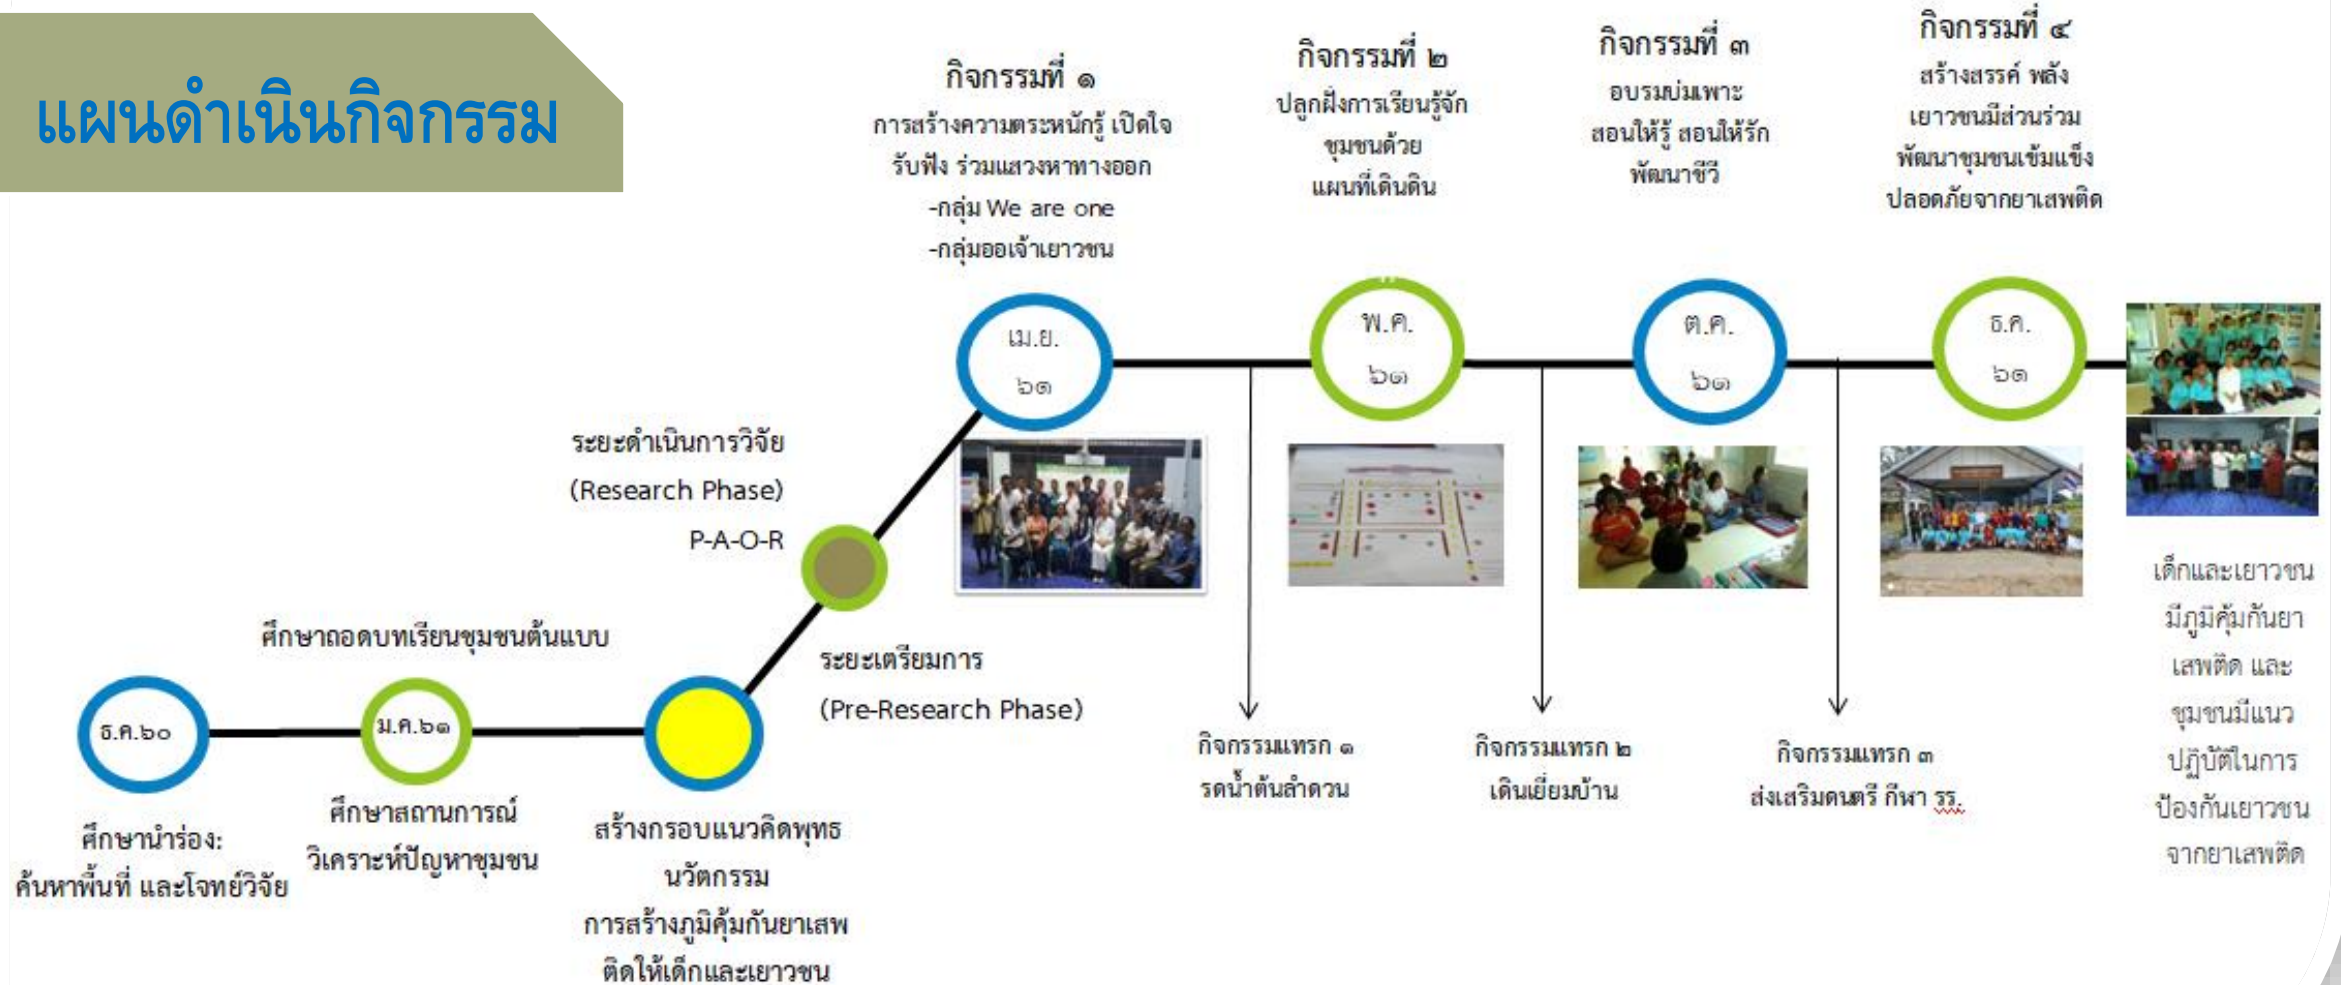 แผนดำเนินกิจกรรม
กิจกรรมที่ ๑
การสร้างความตระหนักรู้ เปิดใจ
รับฟัง ร่วมแสวงหาทางออก
-กลุ่ม We are one
-กลุ่มออเจ้าเยาวชน
กิจกรรมที่ ๒
ปลูกฝังการเรียนรู้จัก
ชุมชนด้วย
แผนที่เดินดิน
กิจกรรมที่ ๓
อบรมบ่มเพาะ
สอนให้รู้ สอนให้รัก
พัฒนาชีวี
กิจกรรมที่ ๔
สร้างสรรค์ พลัง
เยาวชนมีส่วนร่วม
พัฒนาชุมชนเข้มแข็ง
ปลอดภัยจากยาเสพติด
เม.ย.
๖๑
พ.ค.
๖๑
ต.ค.
๖๑
ธ.ค.
๖๑
ระยะดำเนินการวิจัย
(Research Phase)
P-A-O-R
ระยะเตรียมการ
(Pre-Research Phase)
ศึกษาถอดบทเรียนชุมชนต้นแบบ
ธ.ค.๖๐
ม.ค.๖๑
ศึกษานำร่อง:
ค้นหาพื้นที่ และโจทย์วิจัย
ศึกษาสถานการณ์
วิเคราะห์ปัญหาชุมชน
สร้างกรอบแนวคิดพุทธ
นวัตกรรม
การสร้างภูมิคุ้มกันยาเสพ
ติดให้เด็กและเยาวชน
กิจกรรมแทรก ๑
รดน้ำต้นลำดวน
กิจกรรมแทรก ๒
เดินเยี่ยมบ้าน
กิจกรรมแทรก ๓
ส่งเสริมดนตรี กีฬา รร.
เด็กและเยาวชน
มีภูมิคุ้มกันยา
เสพติด และ
ชุมชนมีแนว
ปฏิบัติในการ
ป้องกันเยาวชน
จากยาเสพติด